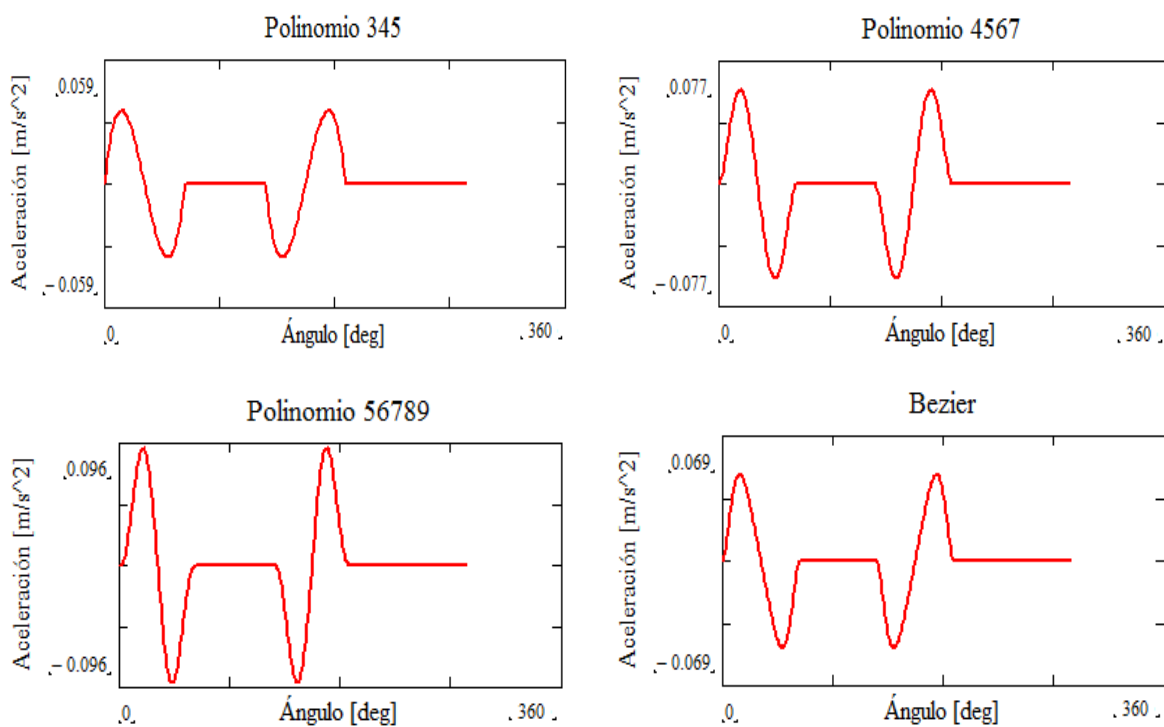 Polinomio 345
Aceleración [m/s^2]
0.059
– 0.059
0
Ángulo [deg]
360
Polinomio 4567
Aceleración [m/s^2]
0.077
– 0.077
0
Ángulo [deg]
360
Polinomio 56789
Aceleración [m/s^2]
0.096
– 0.096
0
Ángulo [deg]
360
Bezier
Aceleración [m/s^2]
0.069
– 0.069
0
Ángulo [deg]
360